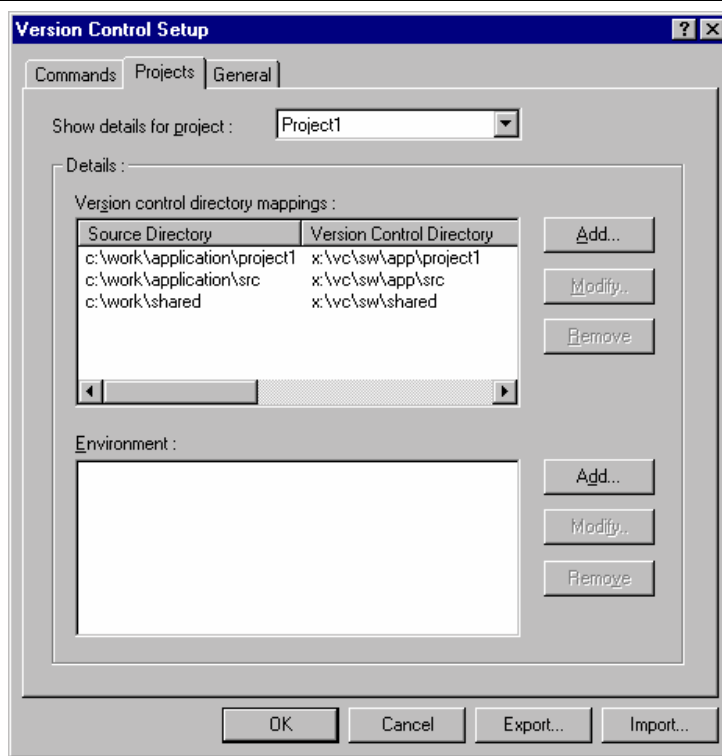 Version Control Setup
Commands Projects General
Show details for project : Project1
Details :
Version control directory mappings :
Source Directory Version Control Directory
c:\work\application\project1 x:\vc\sw\app\project1
c:\work\application\src x:\vc\sw\app\src
c:\work\shared x:\vc\sw\shared
Add...
Modify..
Remove
Environment :
Add...
Modify..
Remove
OK Cancel Export... Import...